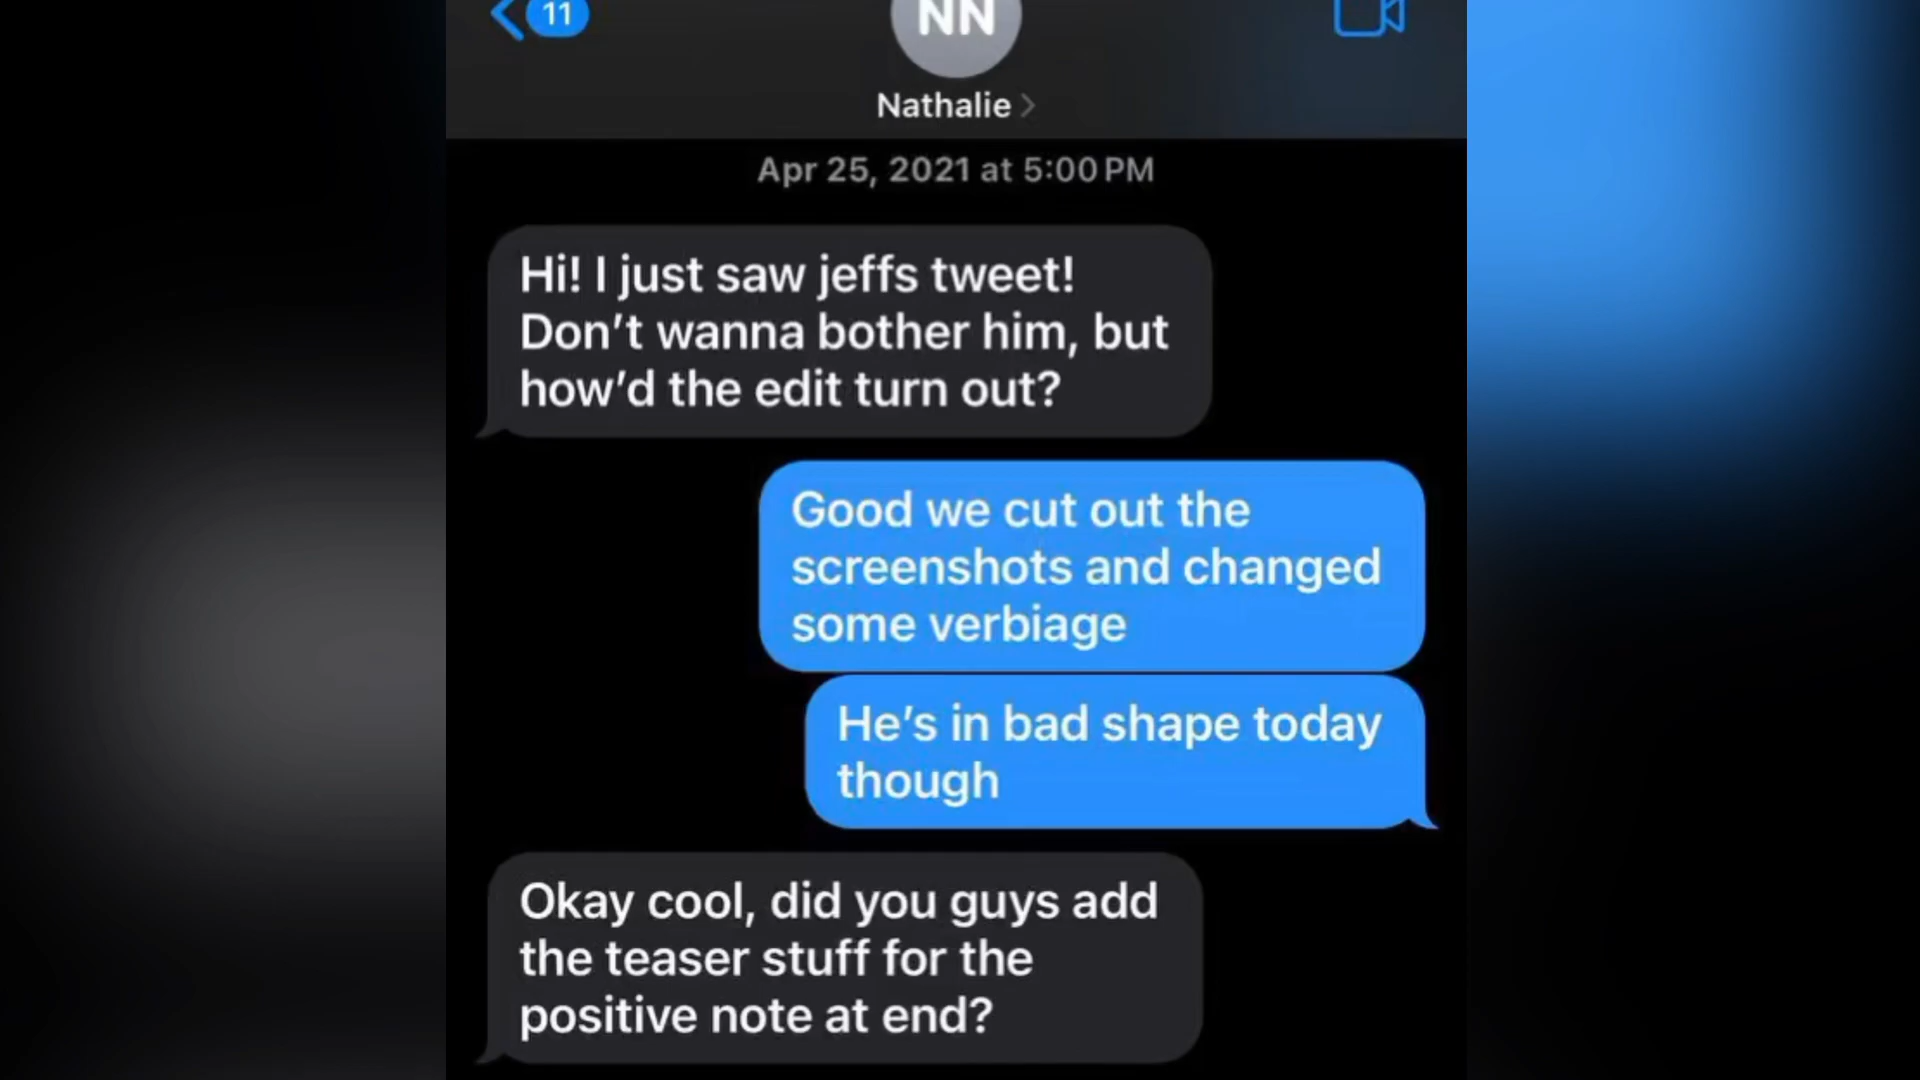 11
NN
Nathalie
Apr 25, 2021 at 5:00 PM
Hi! I just saw jeffs tweet!
Don't wanna bother him, but
how'd the edit turn out?
Good we cut out the
screenshots and changed
some verbiage
He's in bad shape today
though
Okay cool, did you guys add
the teaser stuff for the
positive note at end?